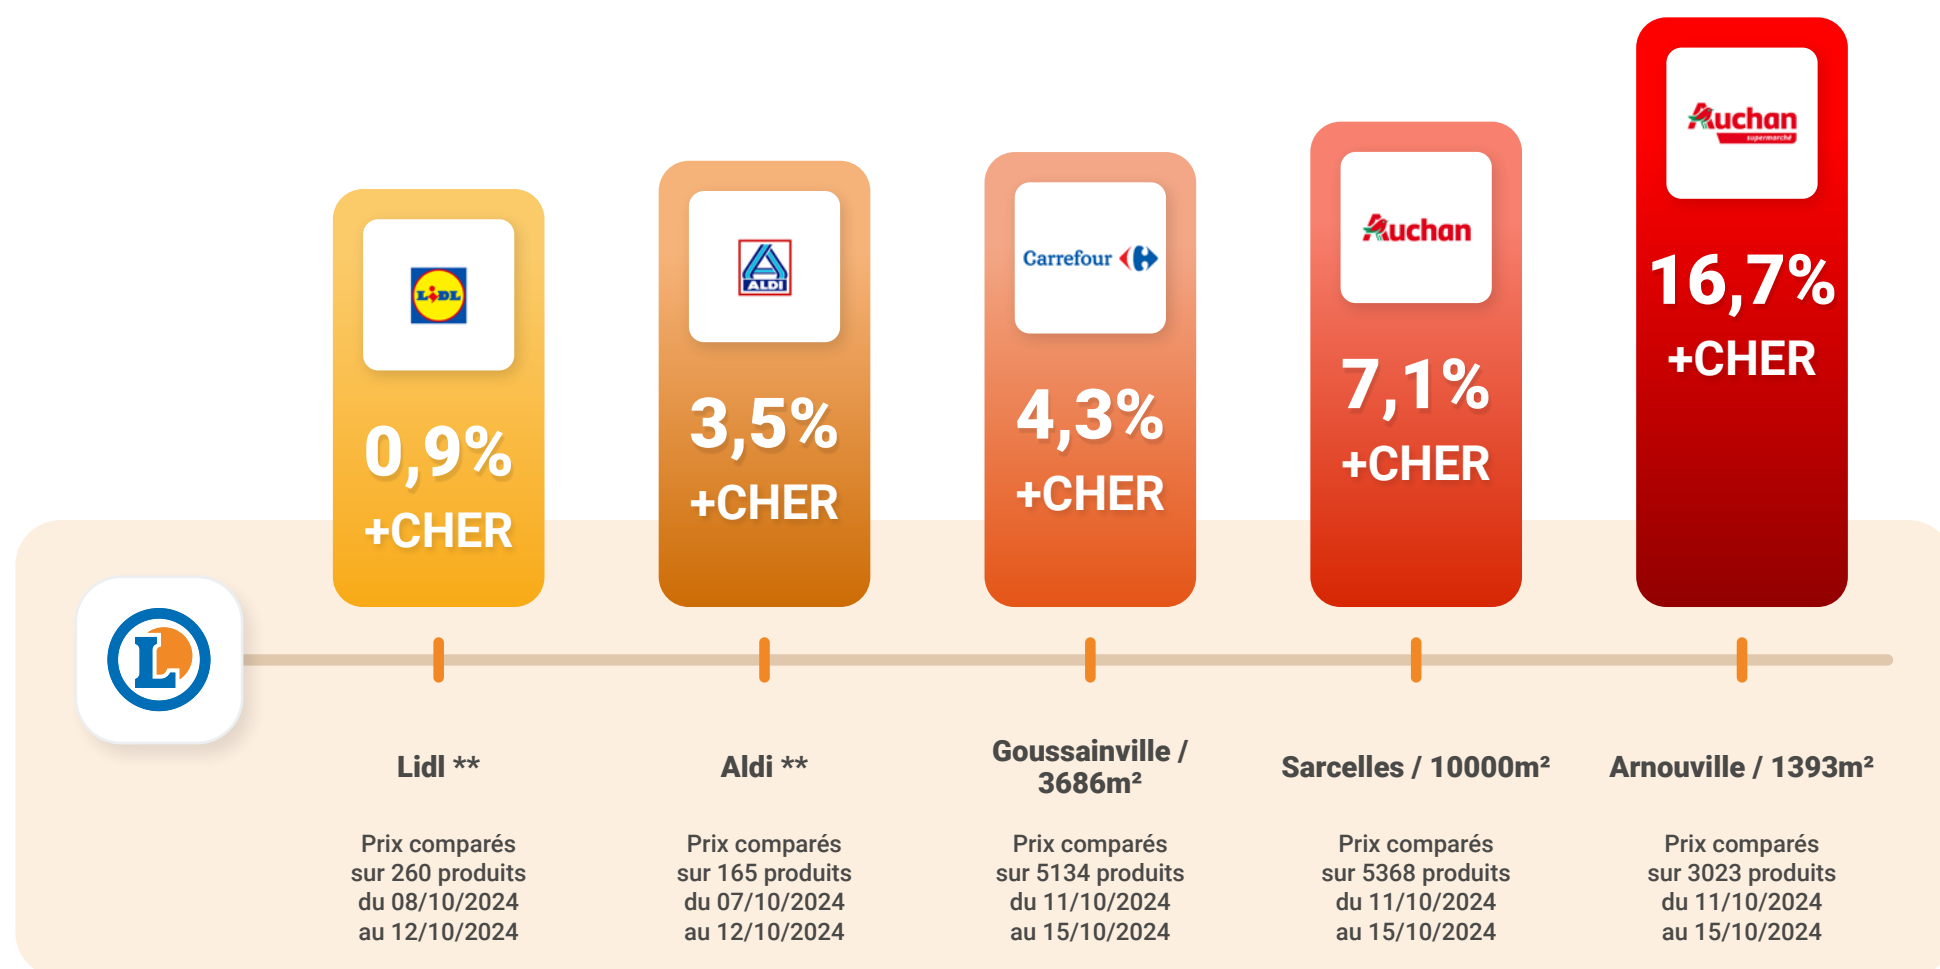 LIDL
0,9%
+CHER
ALDI
3,5%
+CHER
Carrefour
4,3%
+CHER
Auchan
7,1%
+CHER
Auchan
supermarché
16,7%
+CHER
L
Lidl **
Prix comparés
sur 260 produits
du 08/10/2024
au 12/10/2024
Aldi **
Prix comparés
sur 165 produits
du 07/10/2024
au 12/10/2024
Goussainville /
3686m²
Prix comparés
sur 5134 produits
du 11/10/2024
au 15/10/2024
Sarcelles / 10000m²
Prix comparés
sur 5368 produits
du 11/10/2024
au 15/10/2024
Arnouville / 1393m²
Prix comparés
sur 3023 produits
du 11/10/2024
au 15/10/2024